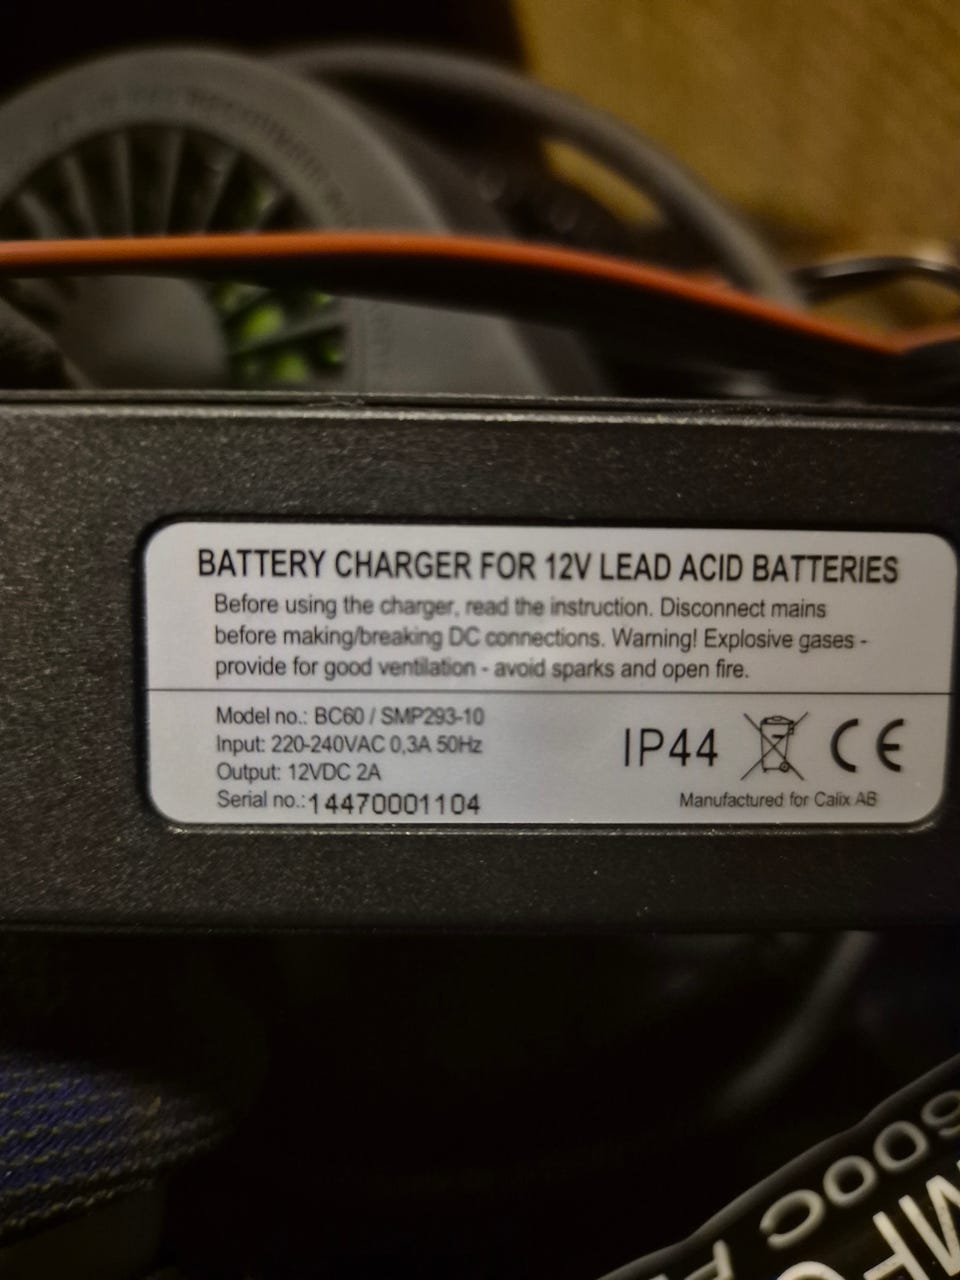 BATTERY CHARGER FOR 12V LEAD ACID BATTERIES
Before using the charger, read the instruction. Disconnect mains
before making/breaking DC connections. Warning! Explosive gases -
provide for good ventilation - avoid sparks and open fire.
Model no.: BC60 / SMP293-10
Input: 220-240VAC 0,3A 50Hz
Output: 12VDC 2A
Serial no.:14470001104
IP44
CE
Manufactured for Calix AB